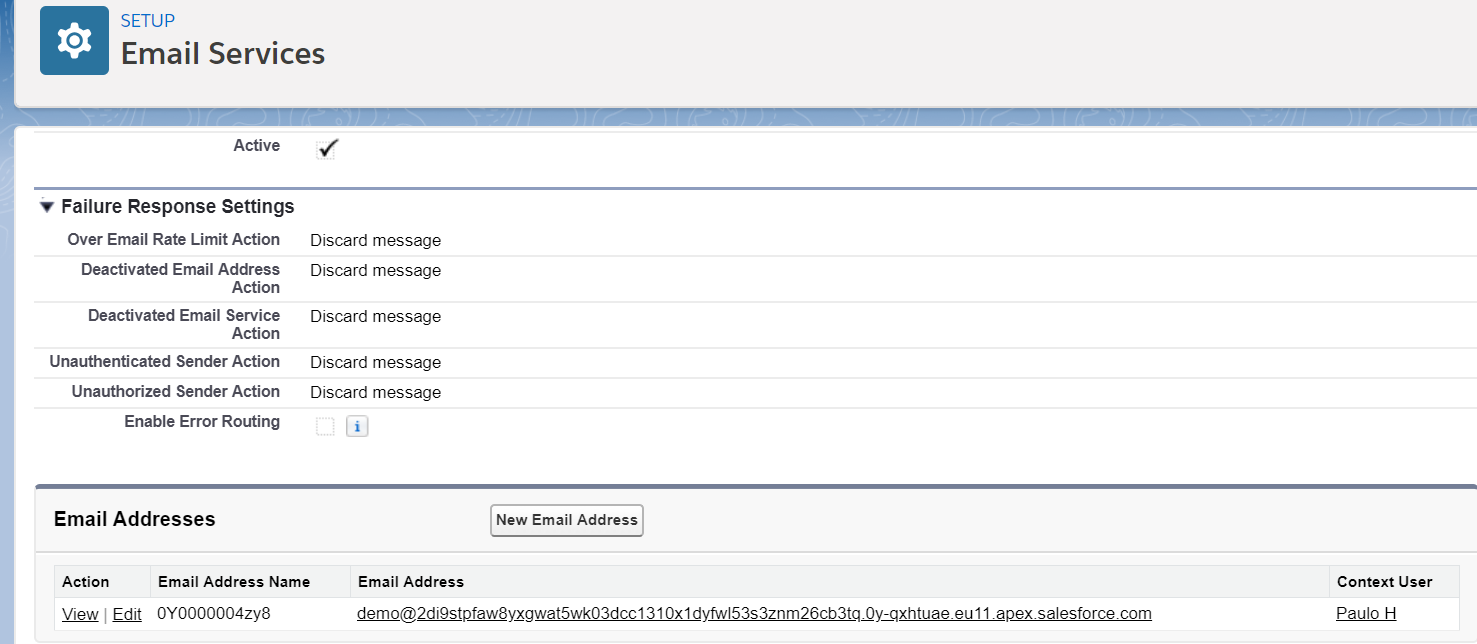 SETUP
Email Services
Active
Failure Response Settings
Over Email Rate Limit Action Discard message
Deactivated Email Address Discard message
Action
Deactivated Email Service Discard message
Action
Unauthenticated Sender Action Discard message
Unauthorized Sender Action Discard message
Enable Error Routing i
Email Addresses New Email Address
Action Email Address Name Email Address Context User
View | Edit 0Y0000004zy8 demo@2di9stpfaw8yxgwat5wk03dcc1310x1dyfwl53s3znm26cb3tq.0y-qxhtuae.eu11.apex.salesforce.com Paulo H